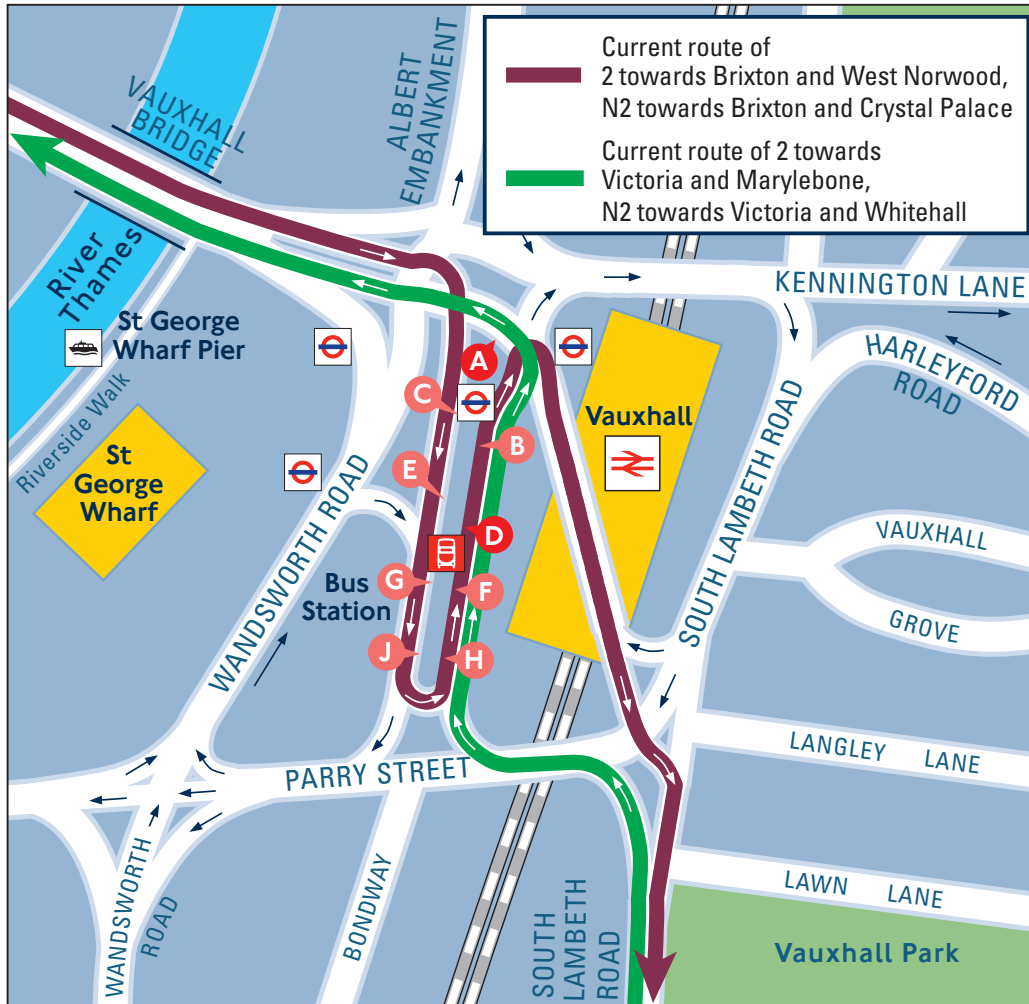 Current route of
2 towards Brixton and West Norwood,
N2 towards Brixton and Crystal Palace
Current route of 2 towards
Victoria and Marylebone,
N2 towards Victoria and Whitehall
VAUXHALL
BRIDGE
ALBERT
EMBANKMENT
River
Thames
St George
Wharf Pier
Riverside Walk
St
George
Wharf
KENNINGTON LANE
HARLEYFORD
ROAD
A
C
B
E
D
G
F
J
H
Vauxhall
Bus
Station
WANDSWORTH ROAD
SOUTH LAMBETH ROAD
VAUXHALL
GROVE
LANGLEY LANE
PARRY STREET
LAWN LANE
WANDSWORTH
ROAD
BONDWAY
SOUTH
LAMBETH
ROAD
Vauxhall Park